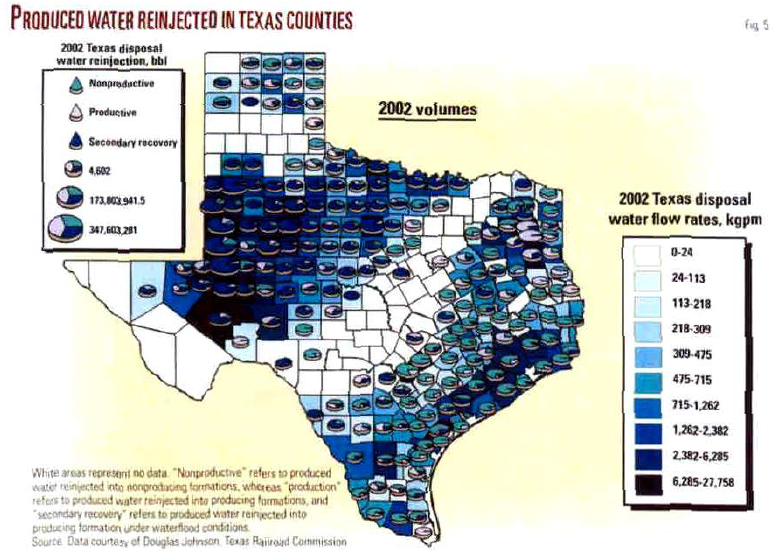 PRODUCED WATER REINJECTED IN TEXAS COUNTIES
Fig. 5
2002 Texas disposal
water reinjection, bbl
Nonproductive
Productive
Secondary recovery
4,602
173,803,941.5
347,603,281
2002 volumes
2002 Texas disposal
water flow rates, kgpm
0-24
24-113
113-218
218-309
309-475
475-715
715-1,262
1,262-2,382
2,382-6,285
6,285-27,758
White areas represent no data. "Nonproductive" refers to produced
water reinjected into nonproducing formations, whereas "production"
refers to produced water reinjected into producing formations, and
"secondary recovery" refers to produced water reinjected into
producing formation under waterflood conditions.
Source: Data courtesy of Douglas Johnson, Texas Railroad Commission